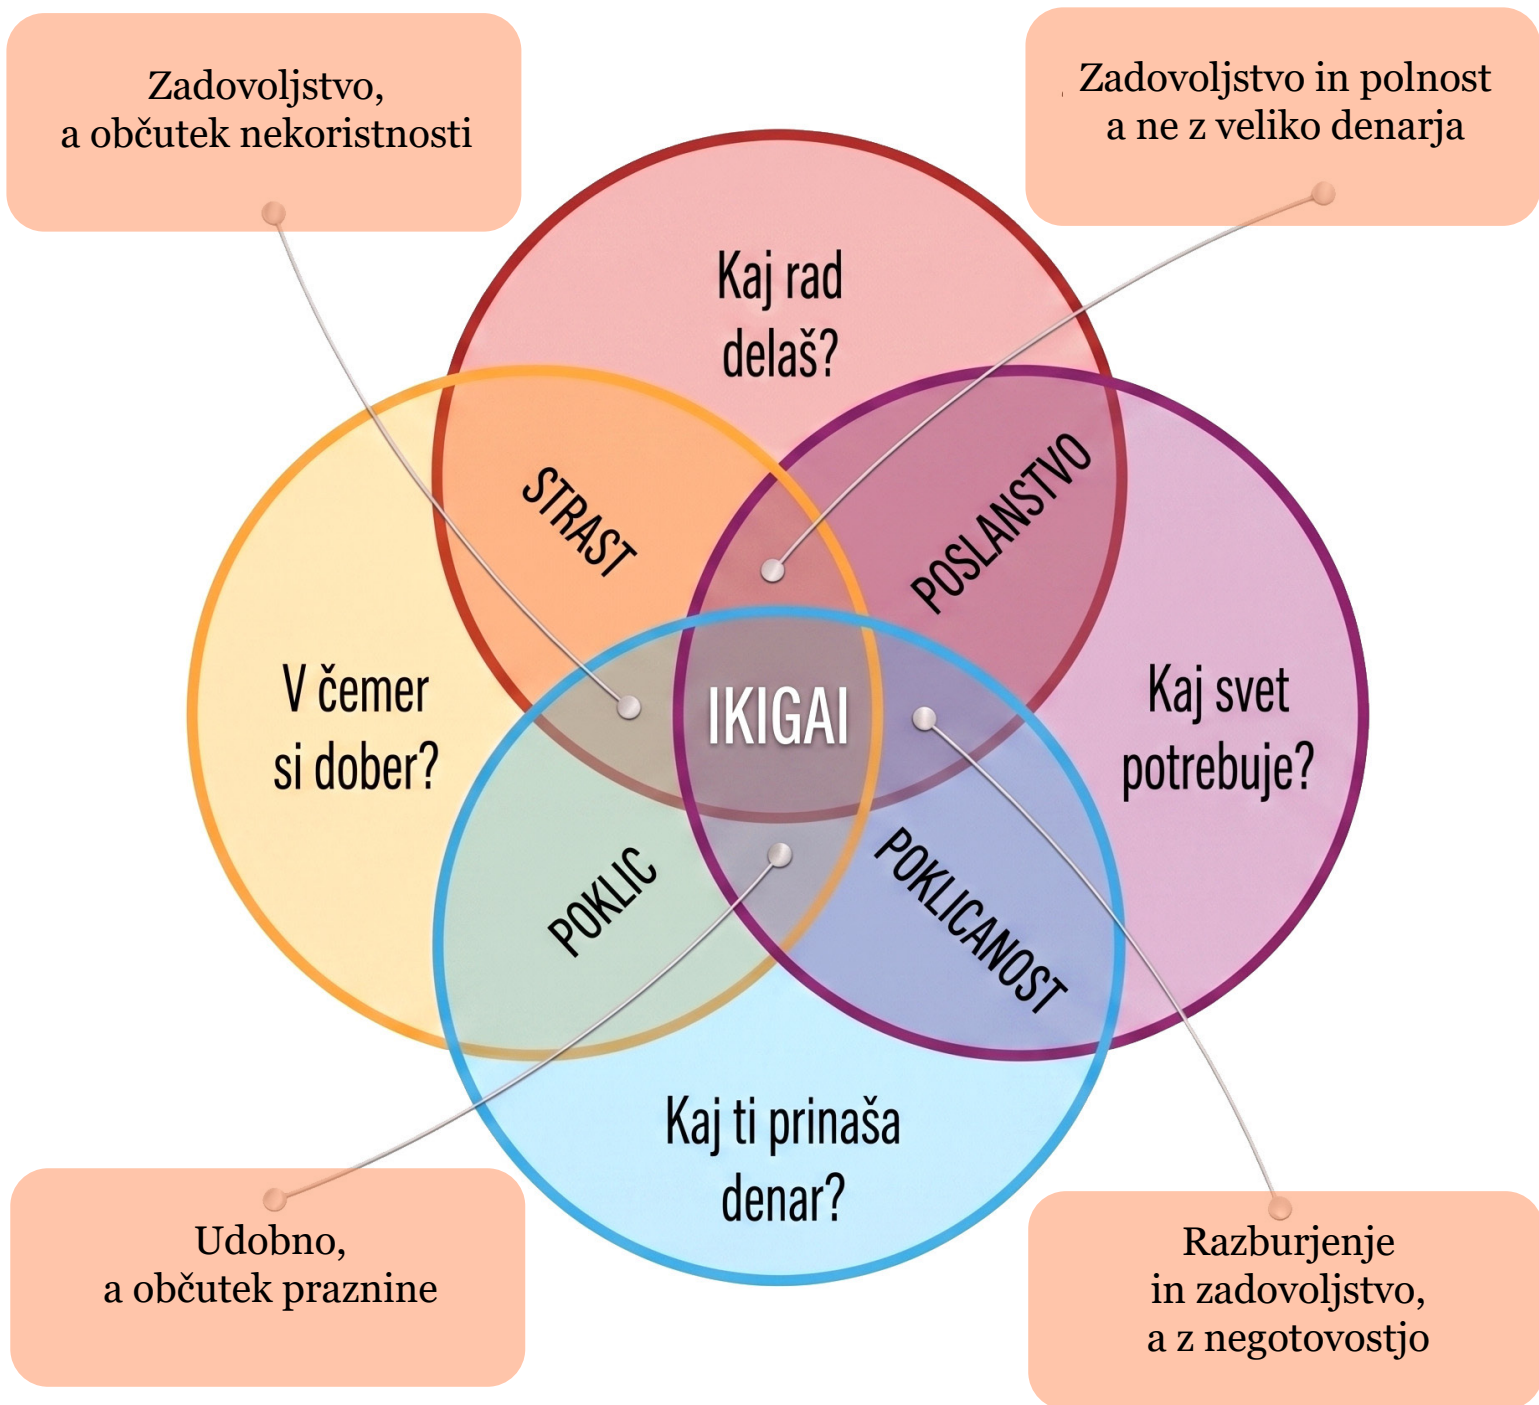 Zadovoljstvo,
a občutek nekoristnosti
Zadovoljstvo in polnost
a ne z veliko denarja
Kaj rad
delaš?
STRAST
POSLANSTVO
V čemer
si dober?
IKIGAI
Kaj svet
potrebuje?
POKLIC
POKLICANOST
Kaj ti prinaša
denar?
Udobno,
a občutek praznine
Razburjenje
in zadovoljstvo,
a z negotovostjo